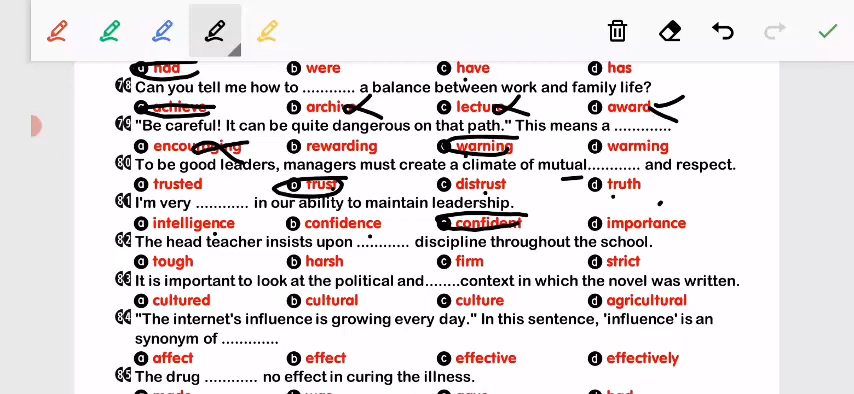 a had b were c have d has
78 Can you tell me how to ............ a balance between work and family life?
a achieve b archive c lecture d award
79 "Be careful! It can be quite dangerous on that path." This means a .............
a encouraging b rewarding c warning d warming
80 To be good leaders, managers must create a climate of mutual............ and respect.
a trusted b trust c distrust d truth
81 I'm very ............ in our ability to maintain leadership.
a intelligence b confidence c confident d importance
82 The head teacher insists upon ............ discipline throughout the school.
a tough b harsh c firm d strict
83 It is important to look at the political and........context in which the novel was written.
a cultured b cultural c culture d agricultural
84 "The internet's influence is growing every day." In this sentence, 'influence' is an
synonym of .............
a affect b effect c effective d effectively
85 The drug ............ no effect in curing the illness.